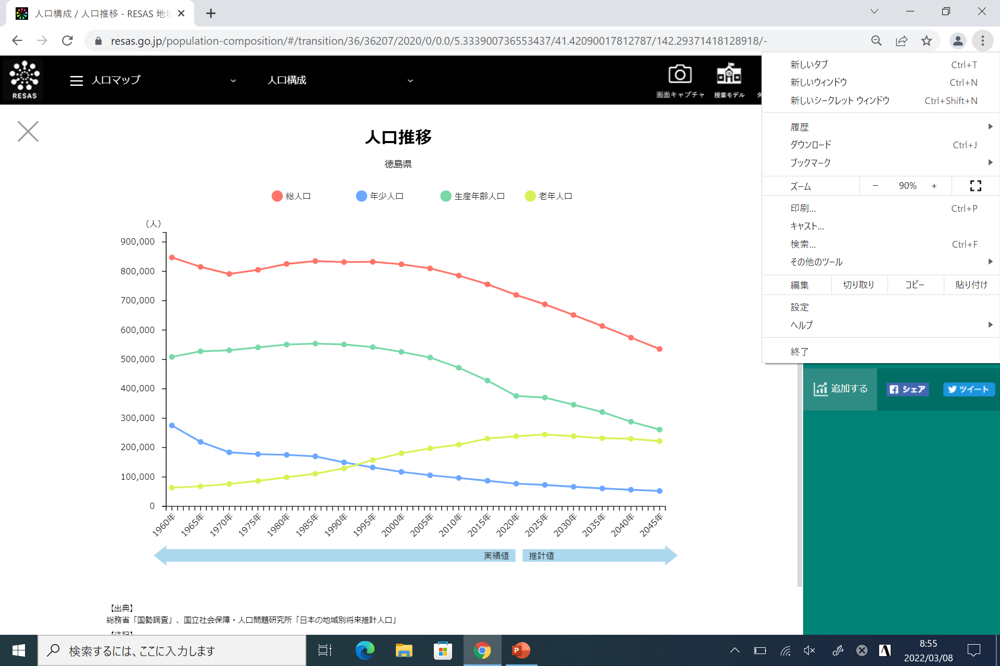 人口構成 / 人口推移 - RESAS 地域
resas.go.jp/population-composition/#/transition/36/36207/2020/0/0.0/5.333900736553437/41.42090017812787/142.29371418128918/-
RESAS
人口マップ
人口構成
画面キャプチャ
授業モデル
ダ
新しいタブ Ctrl+T
新しいウィンドウ Ctrl+N
新しいシークレット ウィンドウ Ctrl+Shift+N
履歴
ダウンロード Ctrl+J
ブックマーク
ズーム − 90% +
印刷... Ctrl+P
キャスト...
検索... Ctrl+F
その他のツール
編集 切り取り コピー 貼り付け
設定
ヘルプ
終了
人口推移
徳島県
総人口 年少人口 生産年齢人口 老年人口
（人）
900,000
800,000
700,000
600,000
500,000
400,000
300,000
200,000
100,000
0
1960年 1965年 1970年 1975年 1980年 1985年 1990年 1995年 2000年 2005年 2010年 2015年 2020年 2025年 2030年 2035年 2040年 2045年
実績値 推計値
追加する シェア ツイート
【出典】
総務省「国勢調査」、国立社会保障・人口問題研究所「日本の地域別将来推計人口」
【注記】
検索するには、ここに入力します
P
A
8:55
2022/03/08